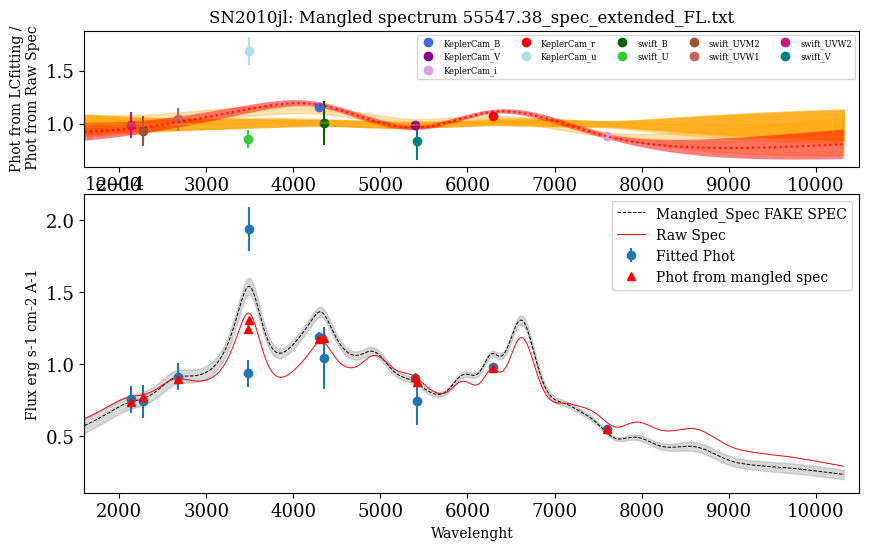 SN2010jl: Mangled spectrum 55547.38_spec_extended_FL.txt
Phot from LCfitting /
Phot from Raw Spec
1.5
1.0
KeplerCam_B KeplerCam_r swift_B swift_UVM2 swift_UVW2
KeplerCam_V KeplerCam_u swift_U swift_UVW1 swift_V
KeplerCam_i
2000 3000 4000 5000 6000 7000 8000 9000 10000
1e−14
Flux erg s-1 cm-2 A-1
2.0
1.5
1.0
0.5
Mangled_Spec FAKE SPEC
Raw Spec
Fitted Phot
Phot from mangled spec
2000 3000 4000 5000 6000 7000 8000 9000 10000
Wavelenght